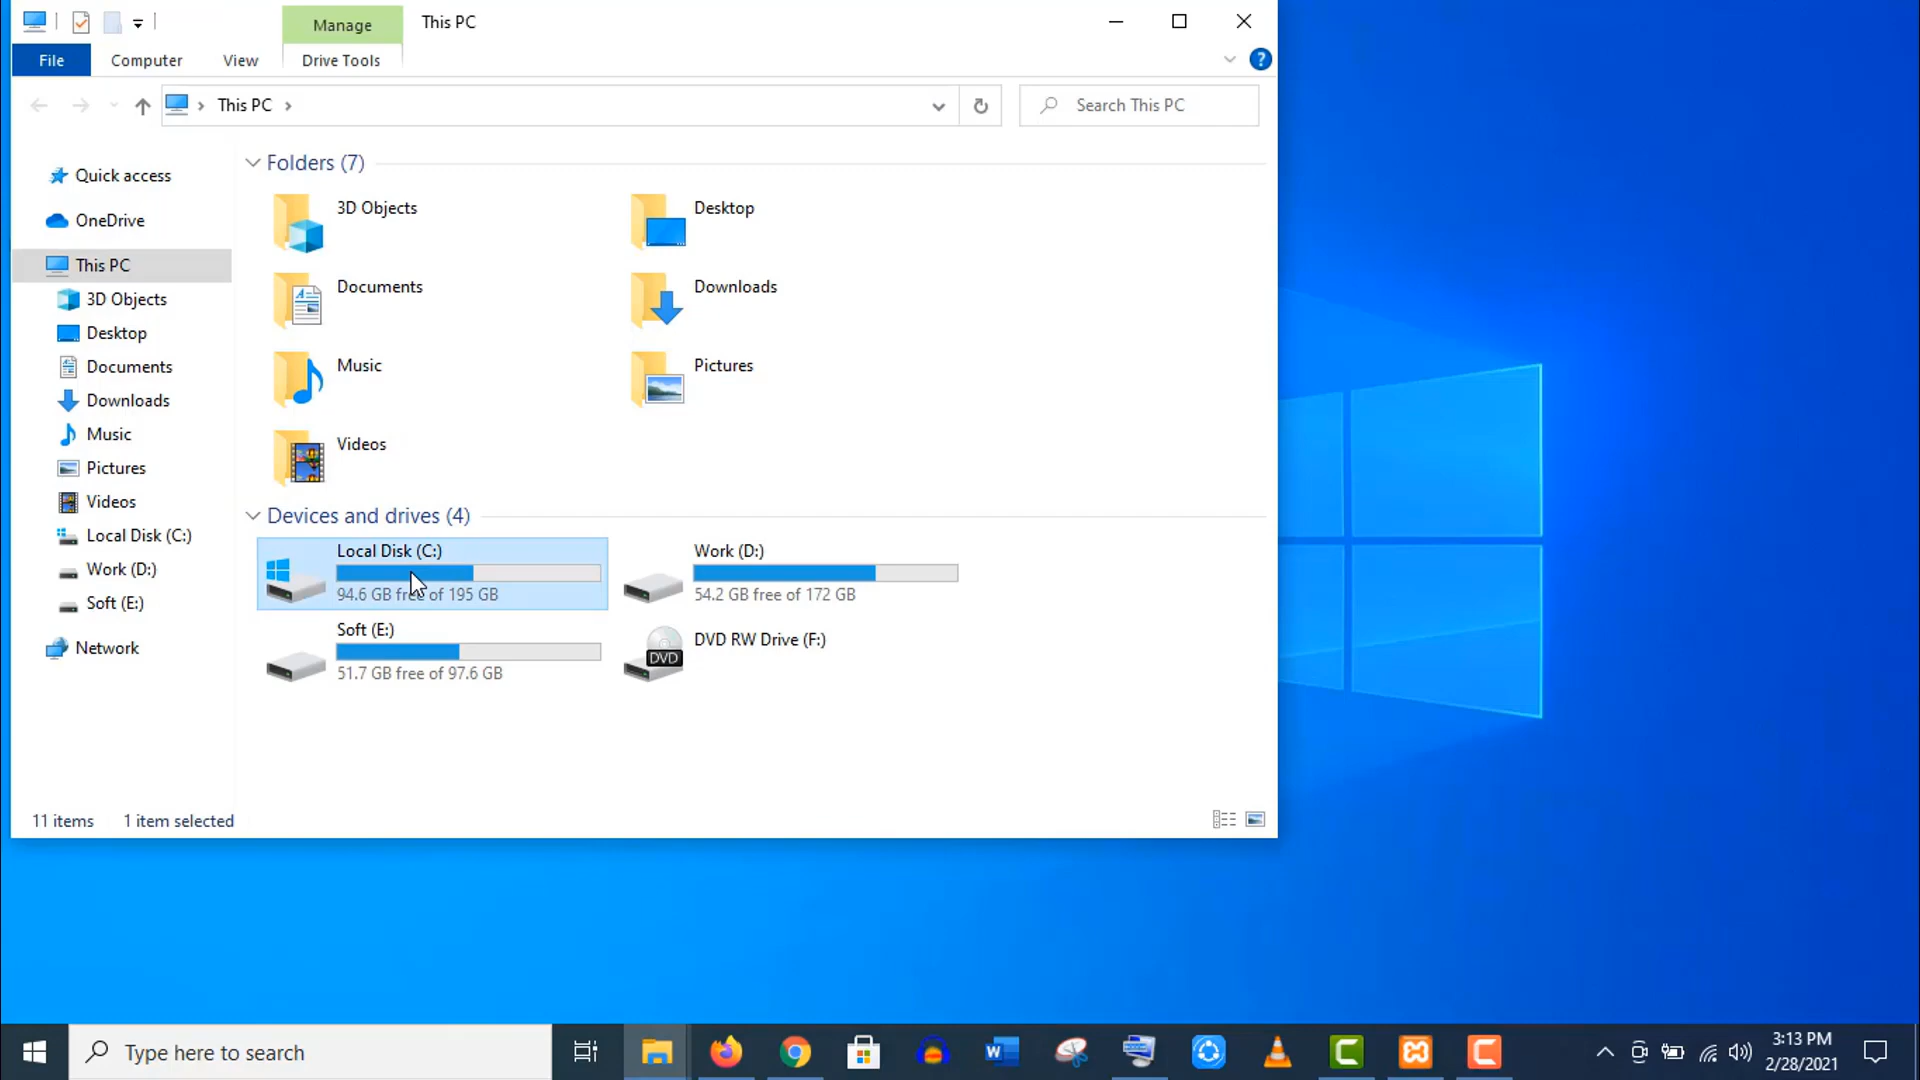 Manage
This PC
File
Computer
View
Drive Tools
?
This PC
Search This PC
Quick access
OneDrive
This PC
3D Objects
Desktop
Documents
Downloads
Music
Pictures
Videos
Local Disk (C:)
Work (D:)
Soft (E:)
Network
Folders (7)
3D Objects
Desktop
Documents
Downloads
Music
Pictures
Videos
Devices and drives (4)
Local Disk (C:)
94.6 GB free of 195 GB
Work (D:)
54.2 GB free of 172 GB
Soft (E:)
51.7 GB free of 97.6 GB
DVD
DVD RW Drive (F:)
11 items
1 item selected
Type here to search
W
C
C
3:13 PM
2/28/2021